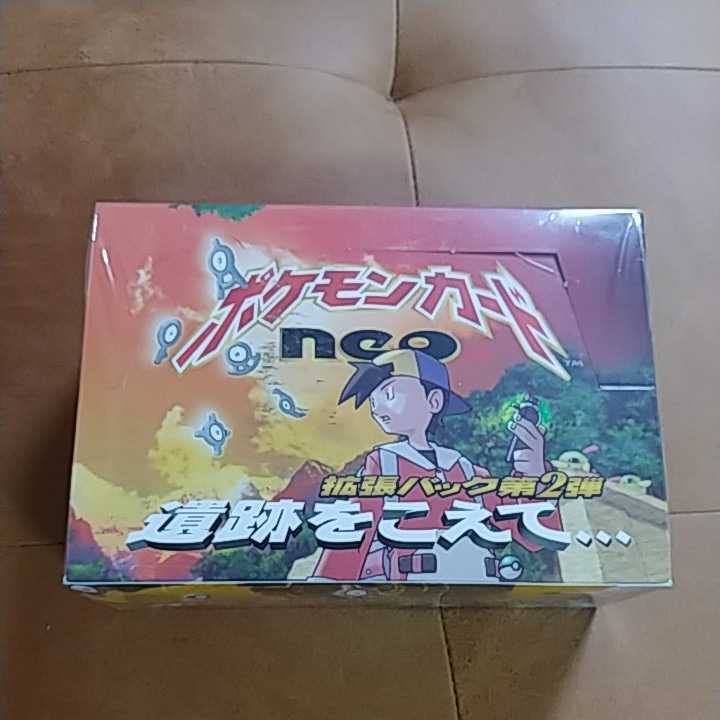 ポケモンカード
neo
TM
拡張パック第2弾
遺跡をこえて…